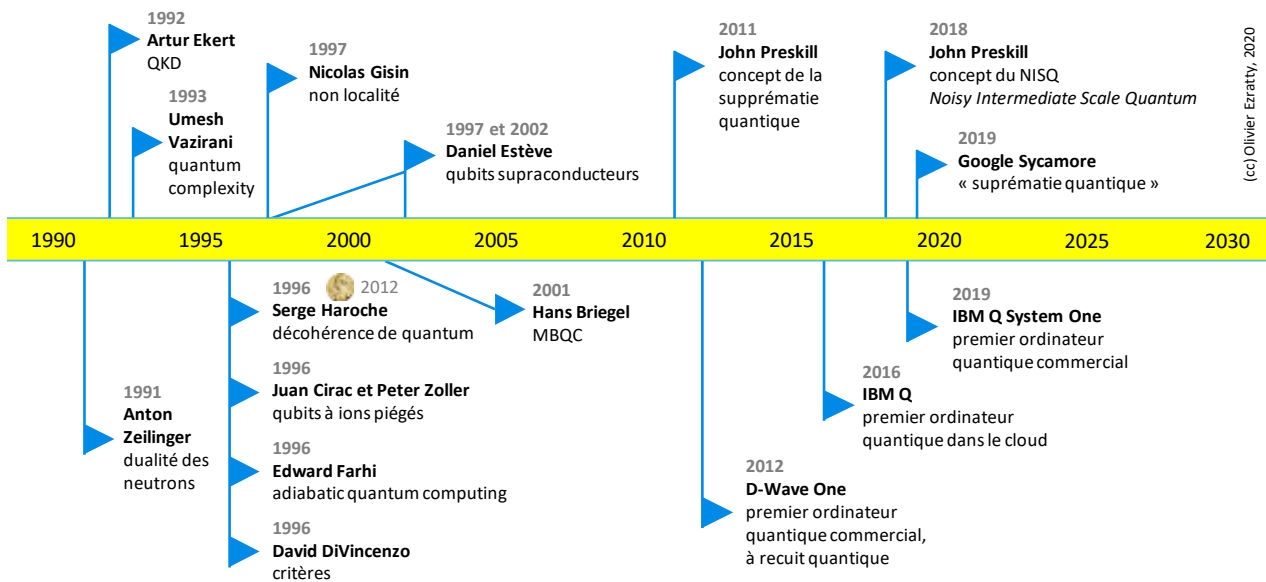 1992
Artur Ekert
QKD
1993
Umesh
Vazirani
quantum
complexity
1997
Nicolas Gisin
non localité
1997 et 2002
Daniel Estève
qubits supraconducteurs
2011
John Preskill
concept de la
supprématie
quantique
2018
John Preskill
concept du NISQ
Noisy Intermediate Scale Quantum
2019
Google Sycamore
« suprématie quantique »
(cc) Olivier Ezratty, 2020
1990 1995 2000 2005 2010 2015 2020 2025 2030
1991
Anton
Zeilinger
dualité des
neutrons
1996 2012
Serge Haroche
décohérence de quantum
1996
Juan Cirac et Peter Zoller
qubits à ions piégés
1996
Edward Farhi
adiabatic quantum computing
1996
David DiVincenzo
critères
2001
Hans Briegel
MBQC
2012
D-Wave One
premier ordinateur
quantique commercial,
à recuit quantique
2016
IBM Q
premier ordinateur
quantique dans le cloud
2019
IBM Q System One
premier ordinateur
quantique commercial